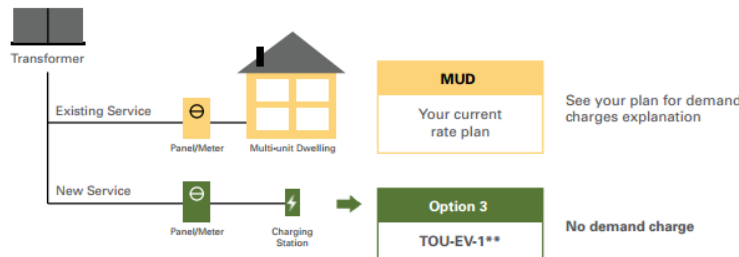 Transformer
Existing Service
Panel/Meter
Multi-unit Dwelling
MUD
Your current
rate plan
See your plan for demand
charges explanation
New Service
Panel/Meter
Charging
Station
Option 3
TOU-EV-1**
No demand charge